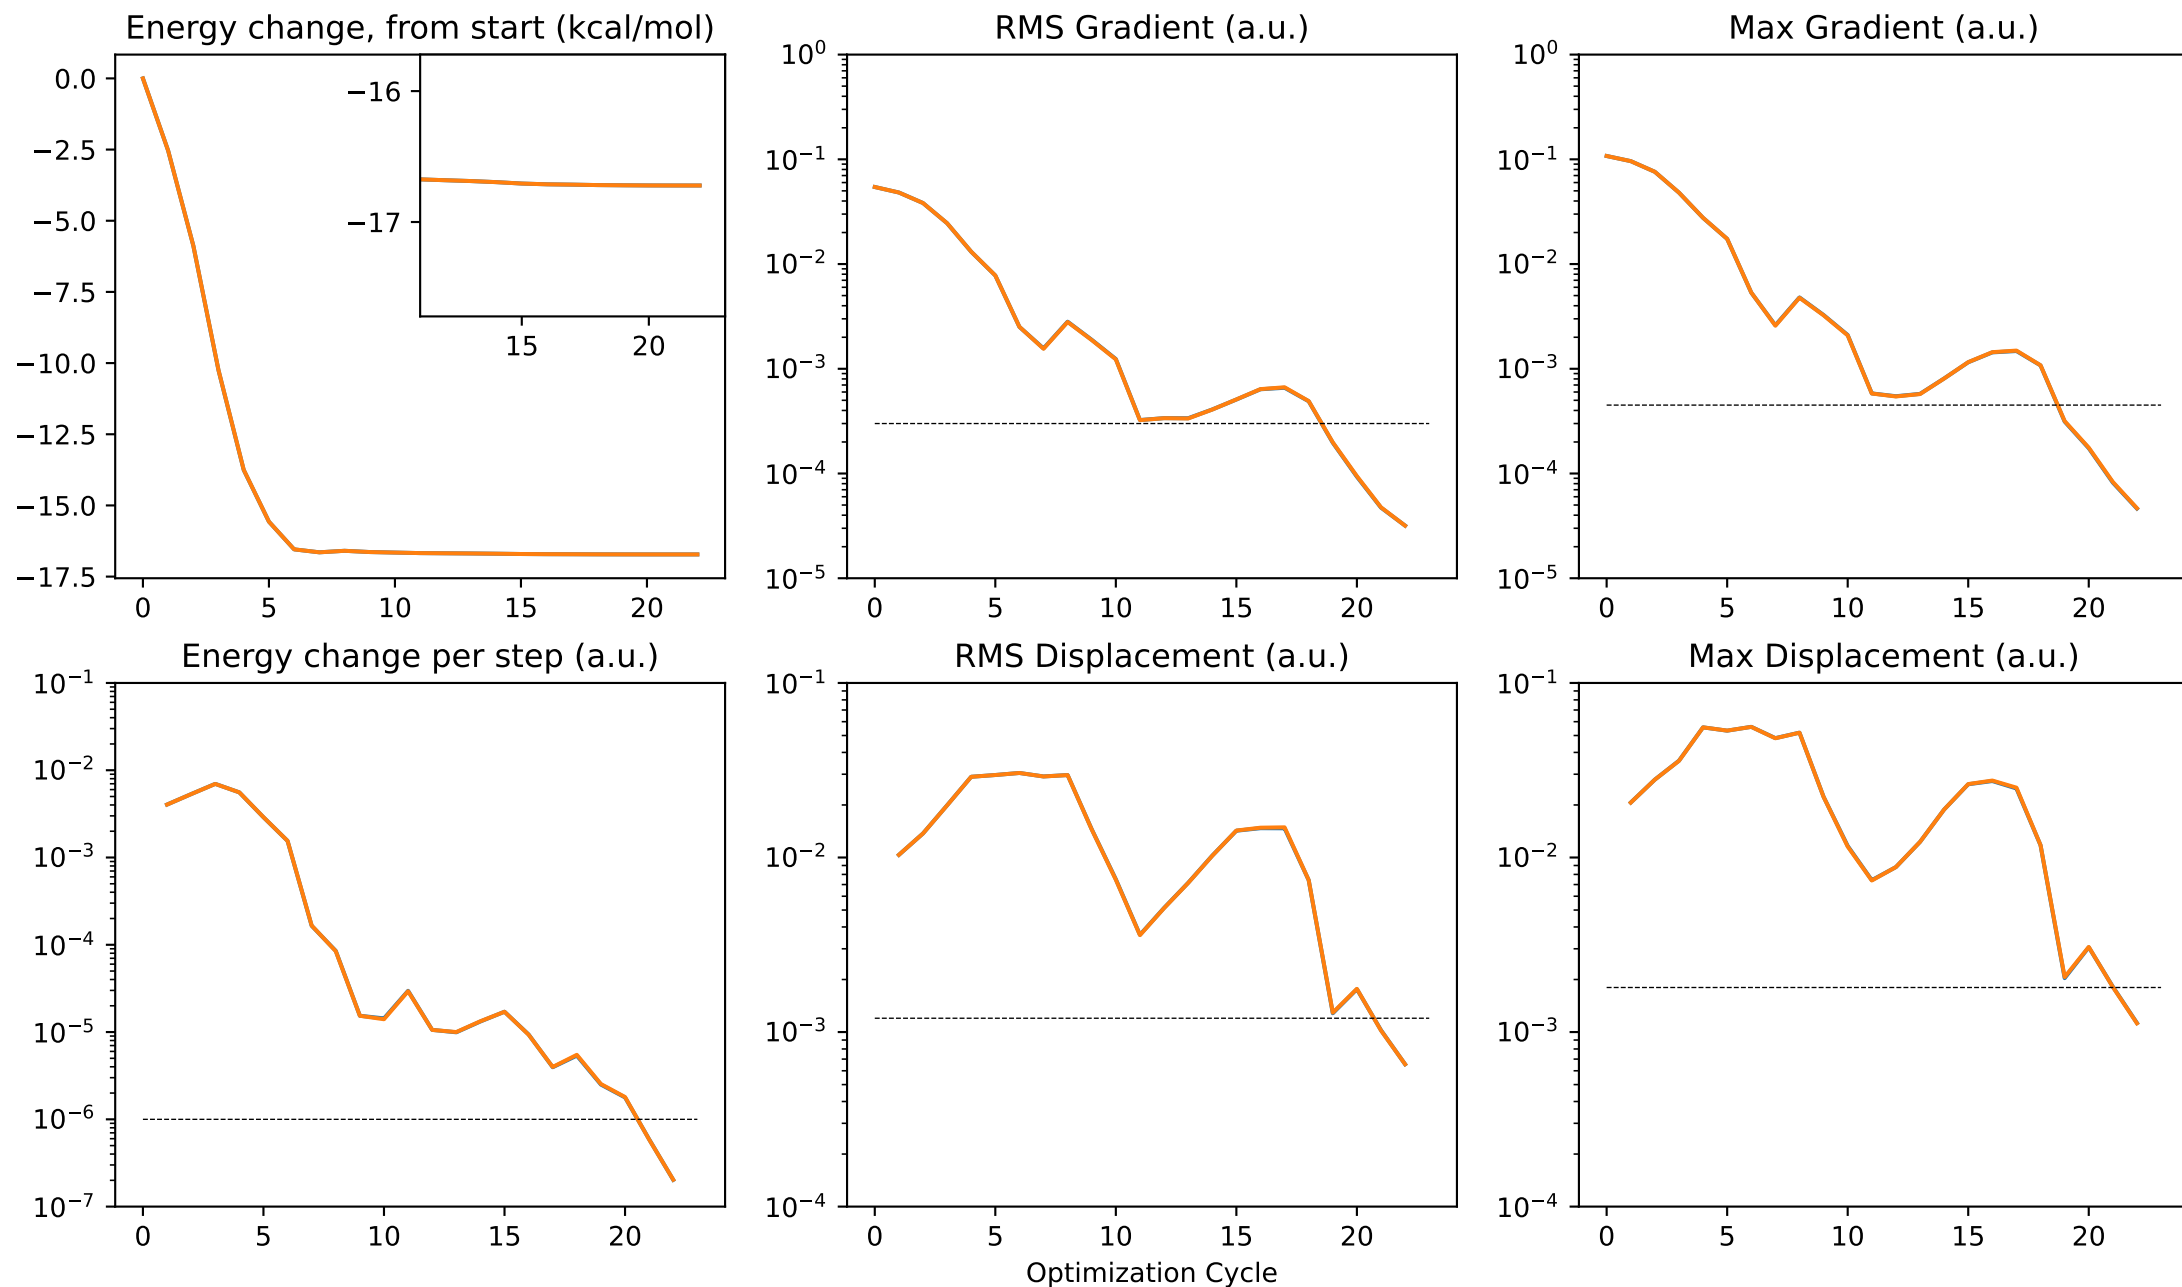 Energy change, from start (kcal/mol)
0.0
−2.5
−5.0
−7.5
−10.0
−12.5
−15.0
−17.5
0 5 10 15 20
−16
−17
15 20
RMS Gradient (a.u.)
10⁰
10⁻¹
10⁻²
10⁻³
10⁻⁴
10⁻⁵
0 5 10 15 20
Max Gradient (a.u.)
10⁰
10⁻¹
10⁻²
10⁻³
10⁻⁴
10⁻⁵
0 5 10 15 20
Energy change per step (a.u.)
10⁻¹
10⁻²
10⁻³
10⁻⁴
10⁻⁵
10⁻⁶
10⁻⁷
0 5 10 15 20
RMS Displacement (a.u.)
10⁻¹
10⁻²
10⁻³
10⁻⁴
0 5 10 15 20
Optimization Cycle
Max Displacement (a.u.)
10⁻¹
10⁻²
10⁻³
10⁻⁴
0 5 10 15 20